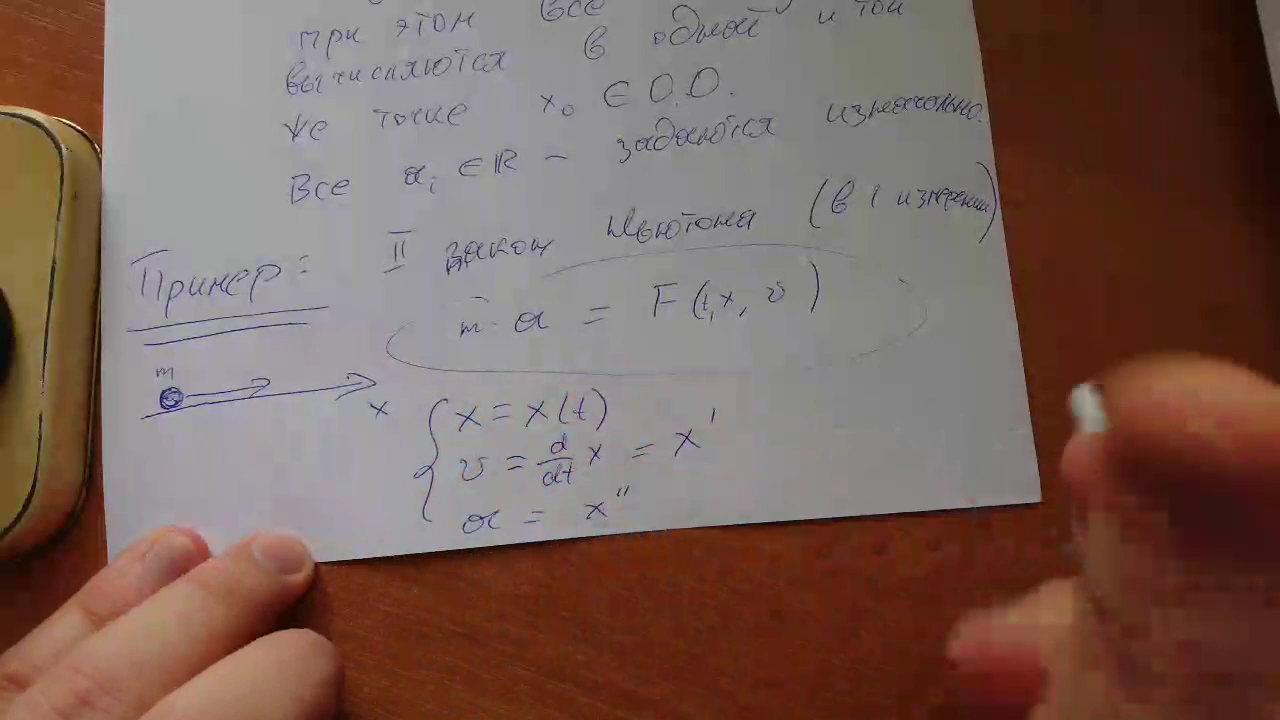 при этом все
вычисляются в одной и той
же точке x₀ ∈ О.О.
Все aᵢ ∈ ℝ – задаются изначально.
Пример: II закон Ньютона (в 1 измерении)
m · a = F(t, x, v)
m
x
x = x(t)
v = d/dt x = x'
a = x''